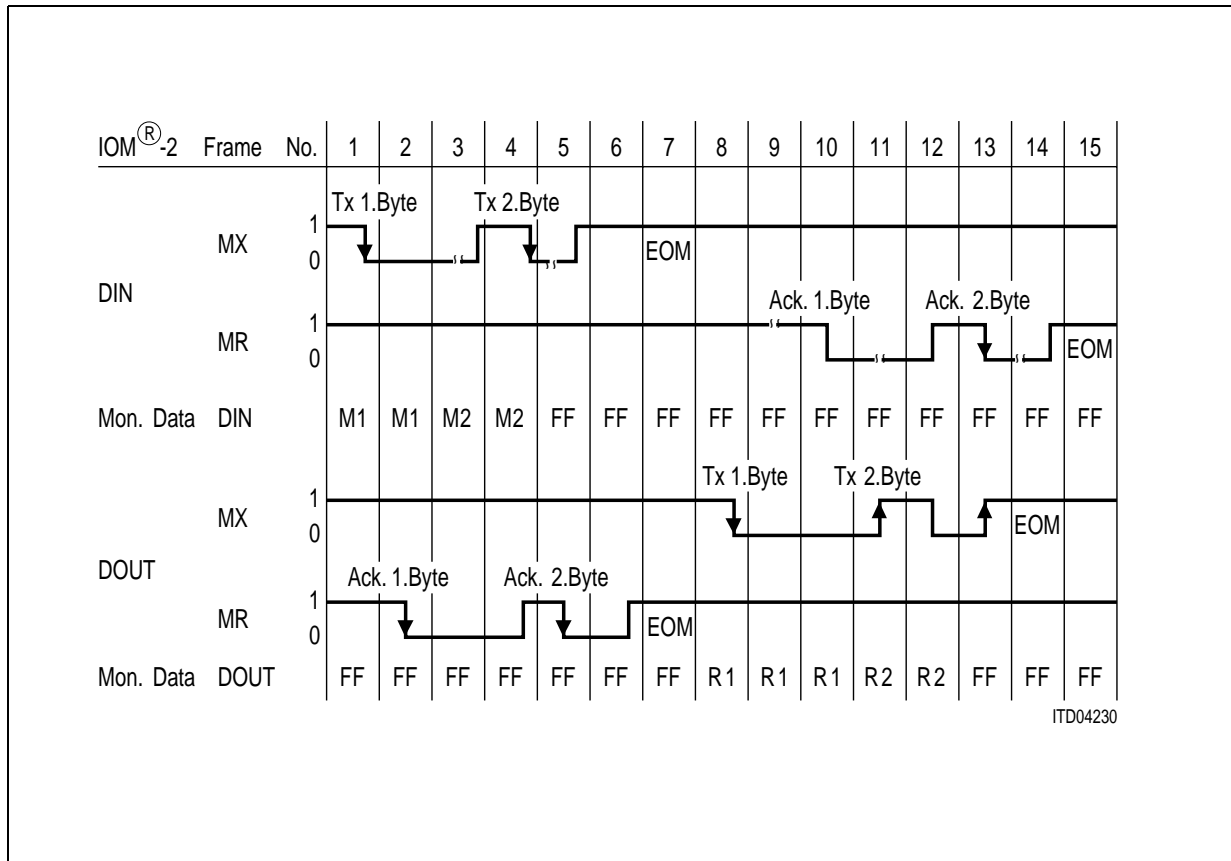 IOM®-2 Frame No. 1 2 3 4 5 6 7 8 9 10 11 12 13 14 15
Tx 1.Byte Tx 2.Byte
1
MX EOM
0
DIN
Ack. 1.Byte Ack. 2.Byte
1
MR EOM
0
Mon. Data DIN M1 M1 M2 M2 FF FF FF FF FF FF FF FF FF FF FF
Tx 1.Byte Tx 2.Byte
1
MX EOM
0
DOUT
Ack. 1.Byte Ack. 2.Byte
1
MR EOM
0
Mon. Data DOUT FF FF FF FF FF FF FF R1 R1 R1 R2 R2 FF FF FF
ITD04230